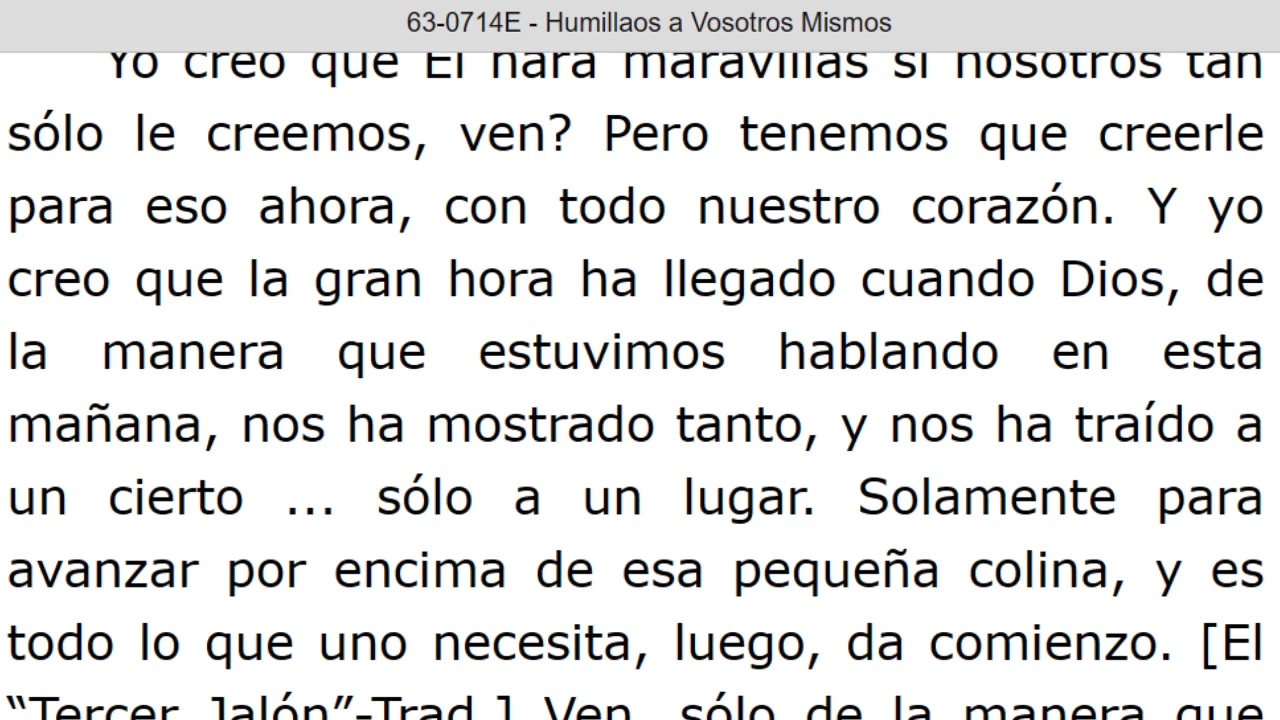 63-0714E - Humillaos a Vosotros Mismos
Yo creo que El hará maravillas si nosotros tan
sólo le creemos, ven? Pero tenemos que creerle
para eso ahora, con todo nuestro corazón. Y yo
creo que la gran hora ha llegado cuando Dios, de
la manera que estuvimos hablando en esta
mañana, nos ha mostrado tanto, y nos ha traído a
un cierto ... sólo a un lugar. Solamente para
avanzar por encima de esa pequeña colina, y es
todo lo que uno necesita, luego, da comienzo. [El
“Tercer Jalón”-Trad.] Ven, sólo de la manera que